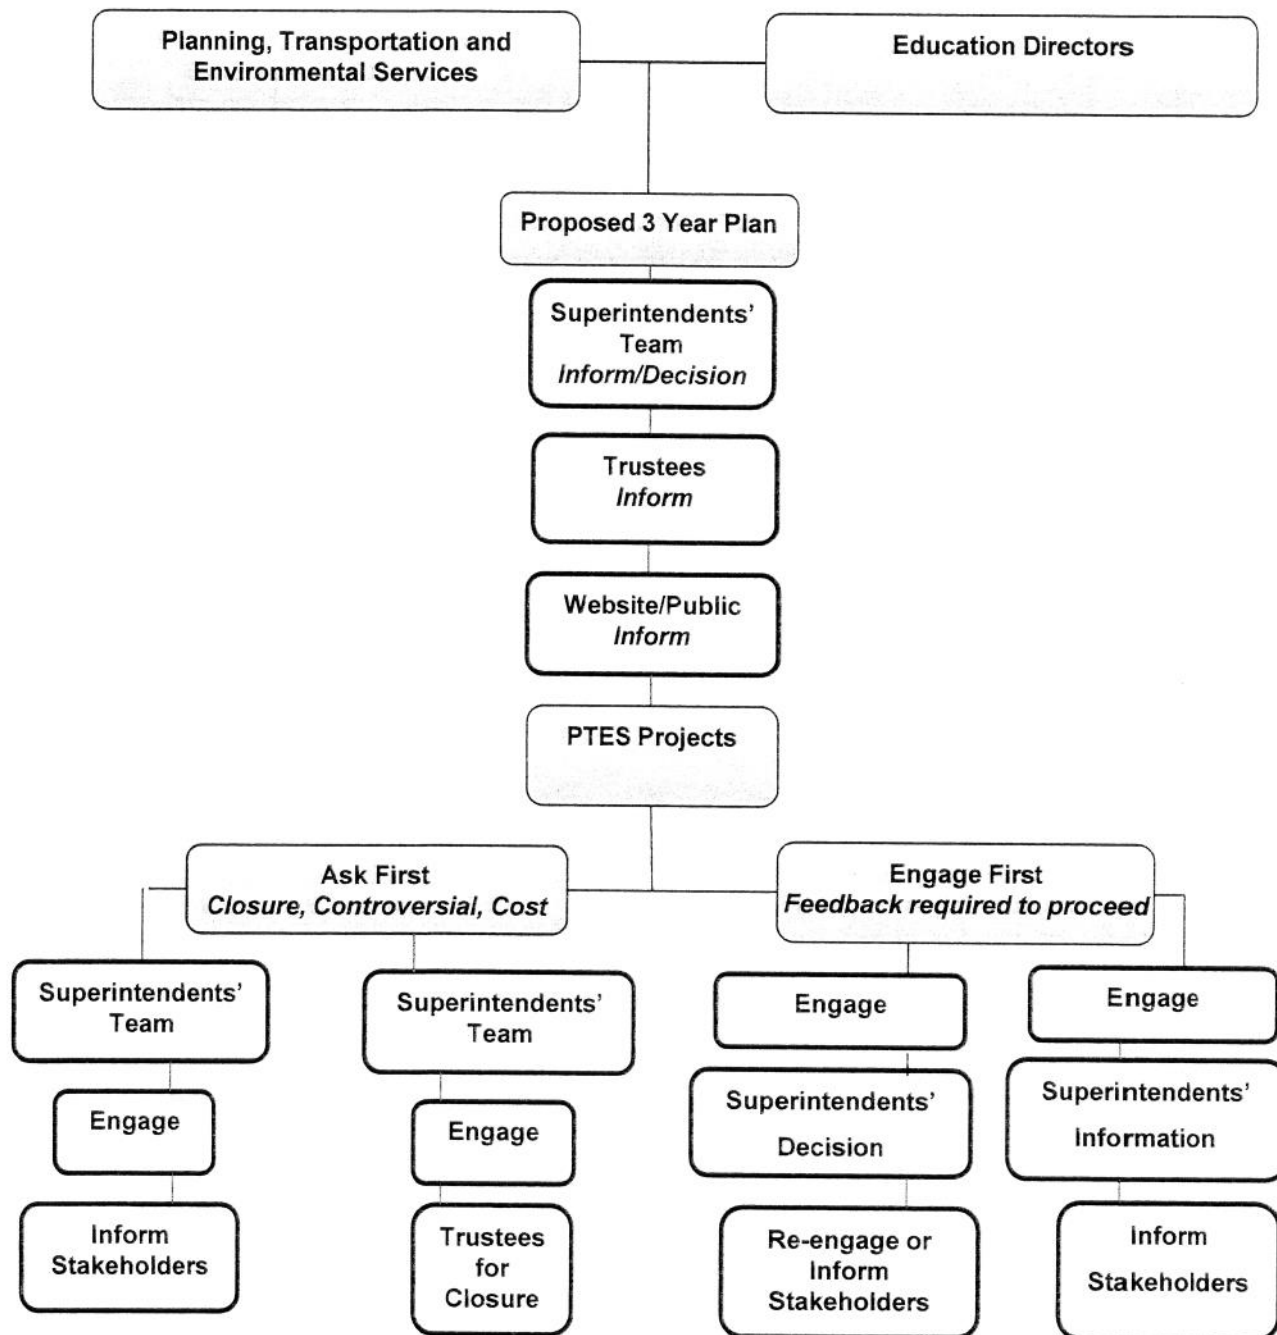 Planning, Transportation and
Environmental Services
Education Directors
Proposed 3 Year Plan
Superintendents'
Team
Inform/Decision
Trustees
Inform
Website/Public
Inform
PTES Projects
Ask First
Closure, Controversial, Cost
Engage First
Feedback required to proceed
Superintendents'
Team
Engage
Inform
Stakeholders
Superintendents'
Team
Engage
Trustees
for
Closure
Engage
Superintendents'
Decision
Re-engage or
Inform
Stakeholders
Engage
Superintendents'
Information
Inform
Stakeholders